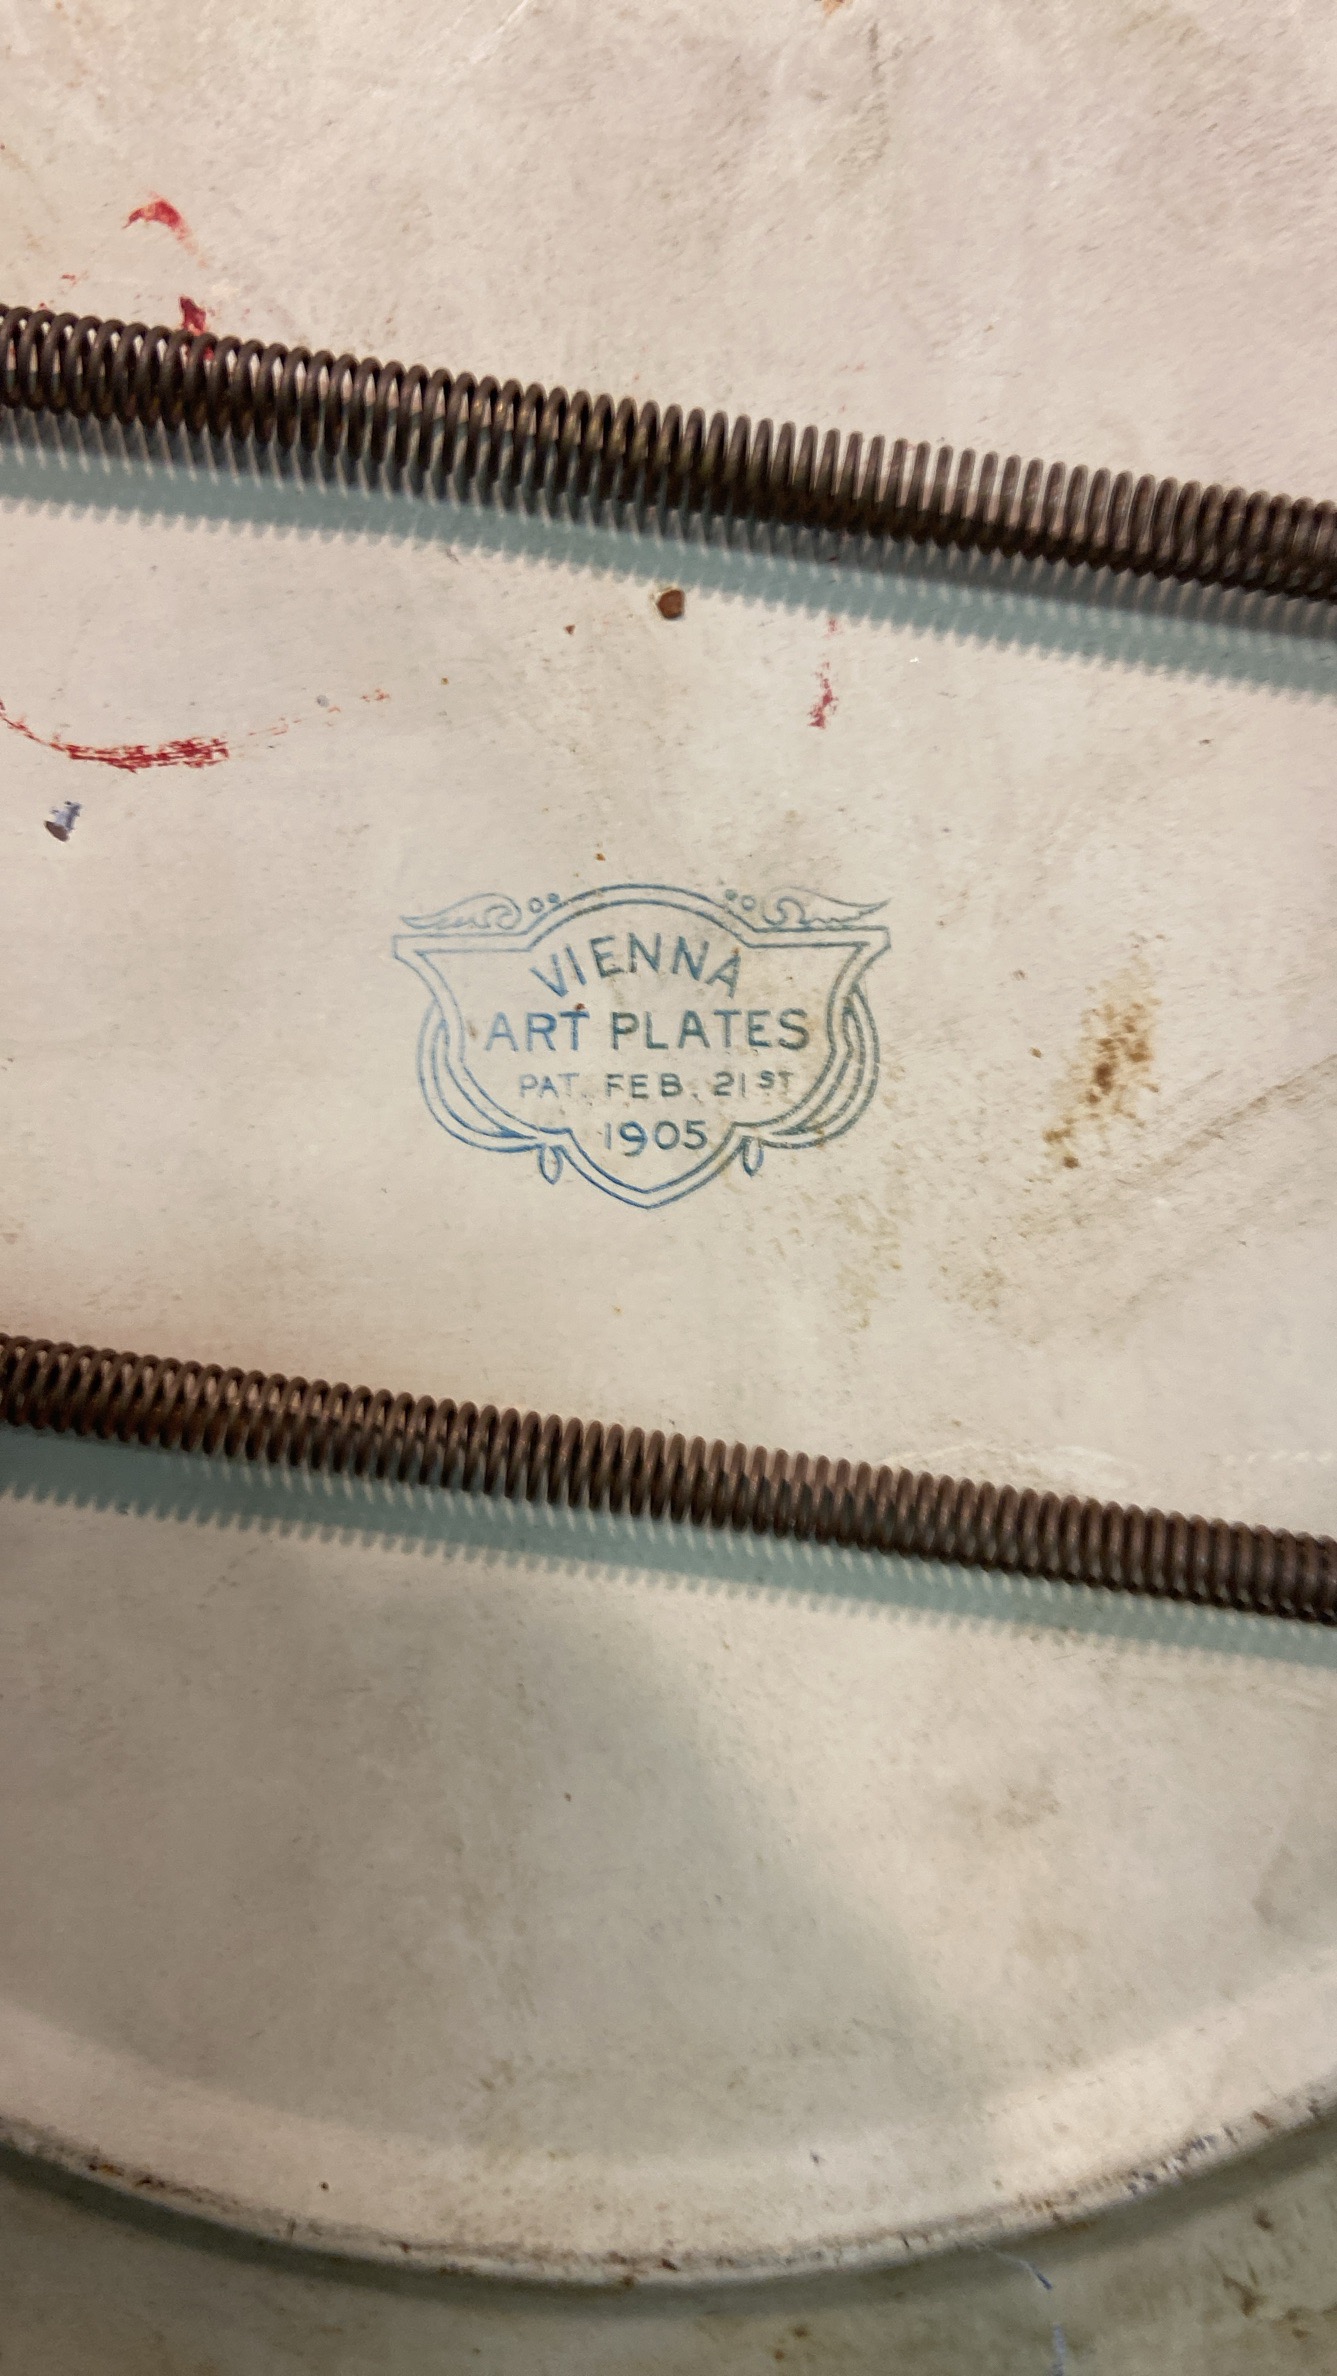 VIENNA
ART PLATES
PAT. FEB. 21ST
1905